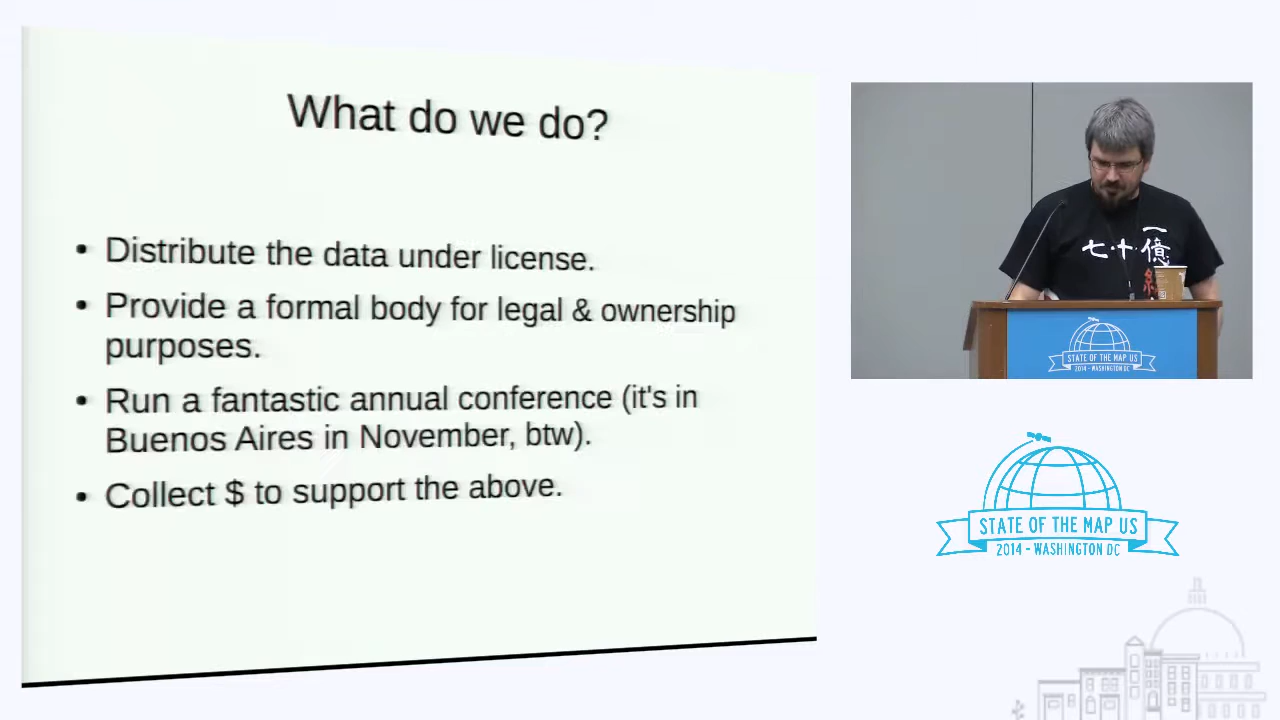 What do we do?
• Distribute the data under license.
• Provide a formal body for legal & ownership
purposes.
• Run a fantastic annual conference (it's in
Buenos Aires in November, btw).
• Collect $ to support the above.
一
七十億
STATE OF THE MAP US
2014 - WASHINGTON DC
STATE OF THE MAP US
2014 - WASHINGTON DC